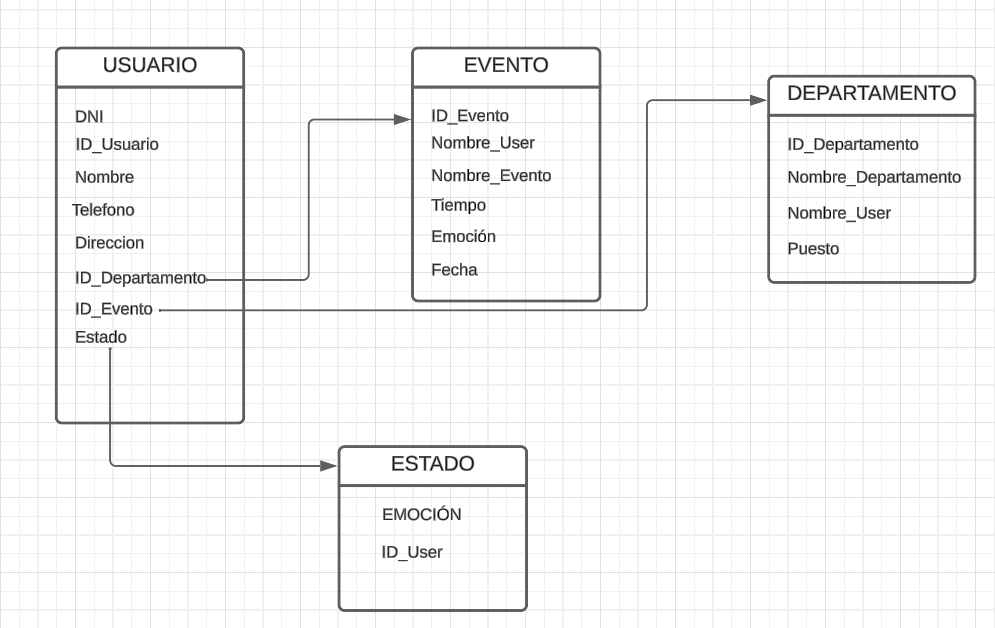 USUARIO
DNI
ID_Usuario
Nombre
Telefono
Direccion
ID_Departamento
ID_Evento
Estado
EVENTO
ID_Evento
Nombre_User
Nombre_Evento
Tiempo
Emoción
Fecha
DEPARTAMENTO
ID_Departamento
Nombre_Departamento
Nombre_User
Puesto
ESTADO
EMOCIÓN
ID_User